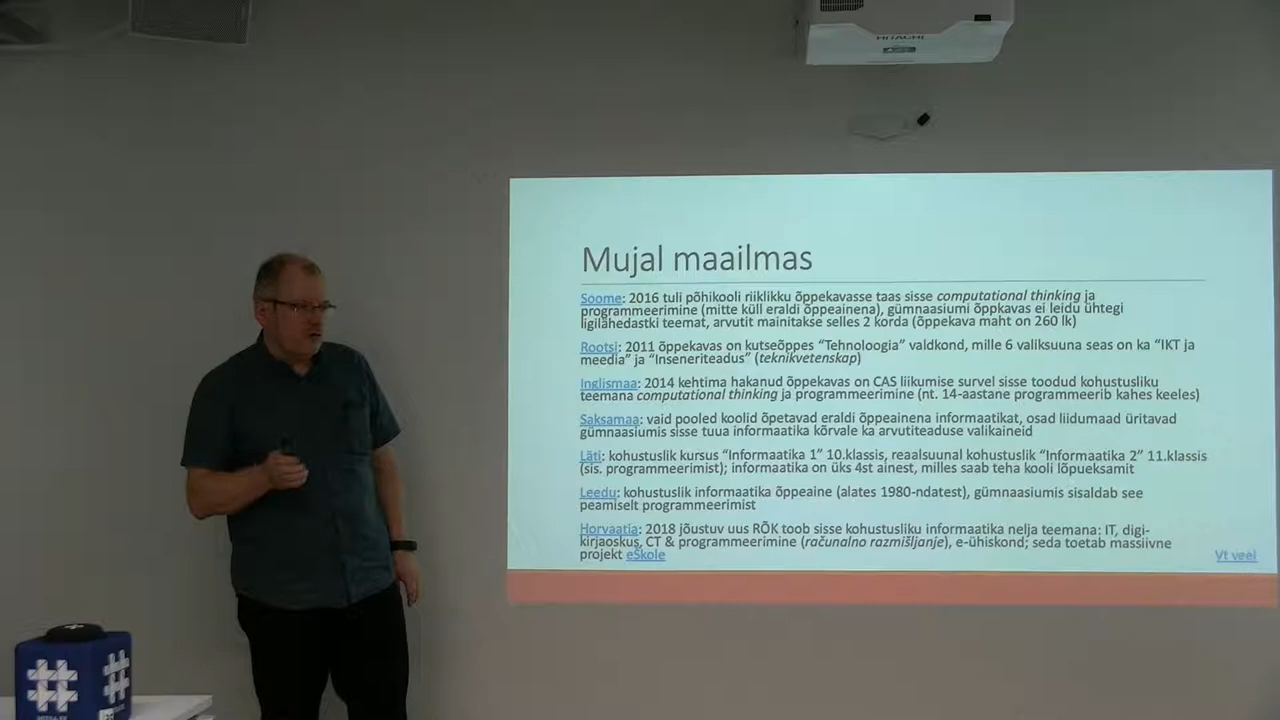 HITACHI
Mujal maailmas
Soome: 2016 tuli põhikooli riiklikku õppekavasse taas sisse computational thinking ja
programmeerimine (mitte küll eraldi õppeainena), gümnaasiumi õppkavas ei leidu ühtegi
ligilähedastki teemat, arvutit mainitakse selles 2 korda (õppekava maht on 260 lk)
Rootsi: 2011 õppekavas on kutseõppes “Tehnoloogia” valdkond, mille 6 valiksuuna seas on ka “IKT ja
meedia” ja “Inseneriteadus” (teknikvetenskap)
Inglismaa: 2014 kehtima hakanud õppekavas on CAS liikumise survel sisse toodud kohustusliku
teemana computational thinking ja programmeerimine (nt. 14-aastane programmeerib kahes keeles)
Saksamaa: vaid pooled koolid õpetavad eraldi õppeainena informaatikat, osad liidumaad üritavad
gümnaasiumis sisse tuua informaatika kõrvale ka arvutiteaduse valikaineid
Läti: kohustuslik kursus “Informaatika 1” 10.klassis, reaalsuunal kohustuslik “Informaatika 2” 11.klassis
(sis. programmeerimist); informaatika on üks 4st ainest, milles saab teha kooli lõpueksamit
Leedu: kohustuslik informaatika õppeaine (alates 1980-ndatest), gümnaasiumis sisaldab see
peamiselt programmeerimist
Horvaatia: 2018 jõustuv uus RÕK toob sisse kohustusliku informaatika nelja teemana: IT, digi-
kirjaoskus, CT & programmeerimine (računalno razmišljanje), e-ühiskond; seda toetab massiivne
projekt eŠkole
Vt veel